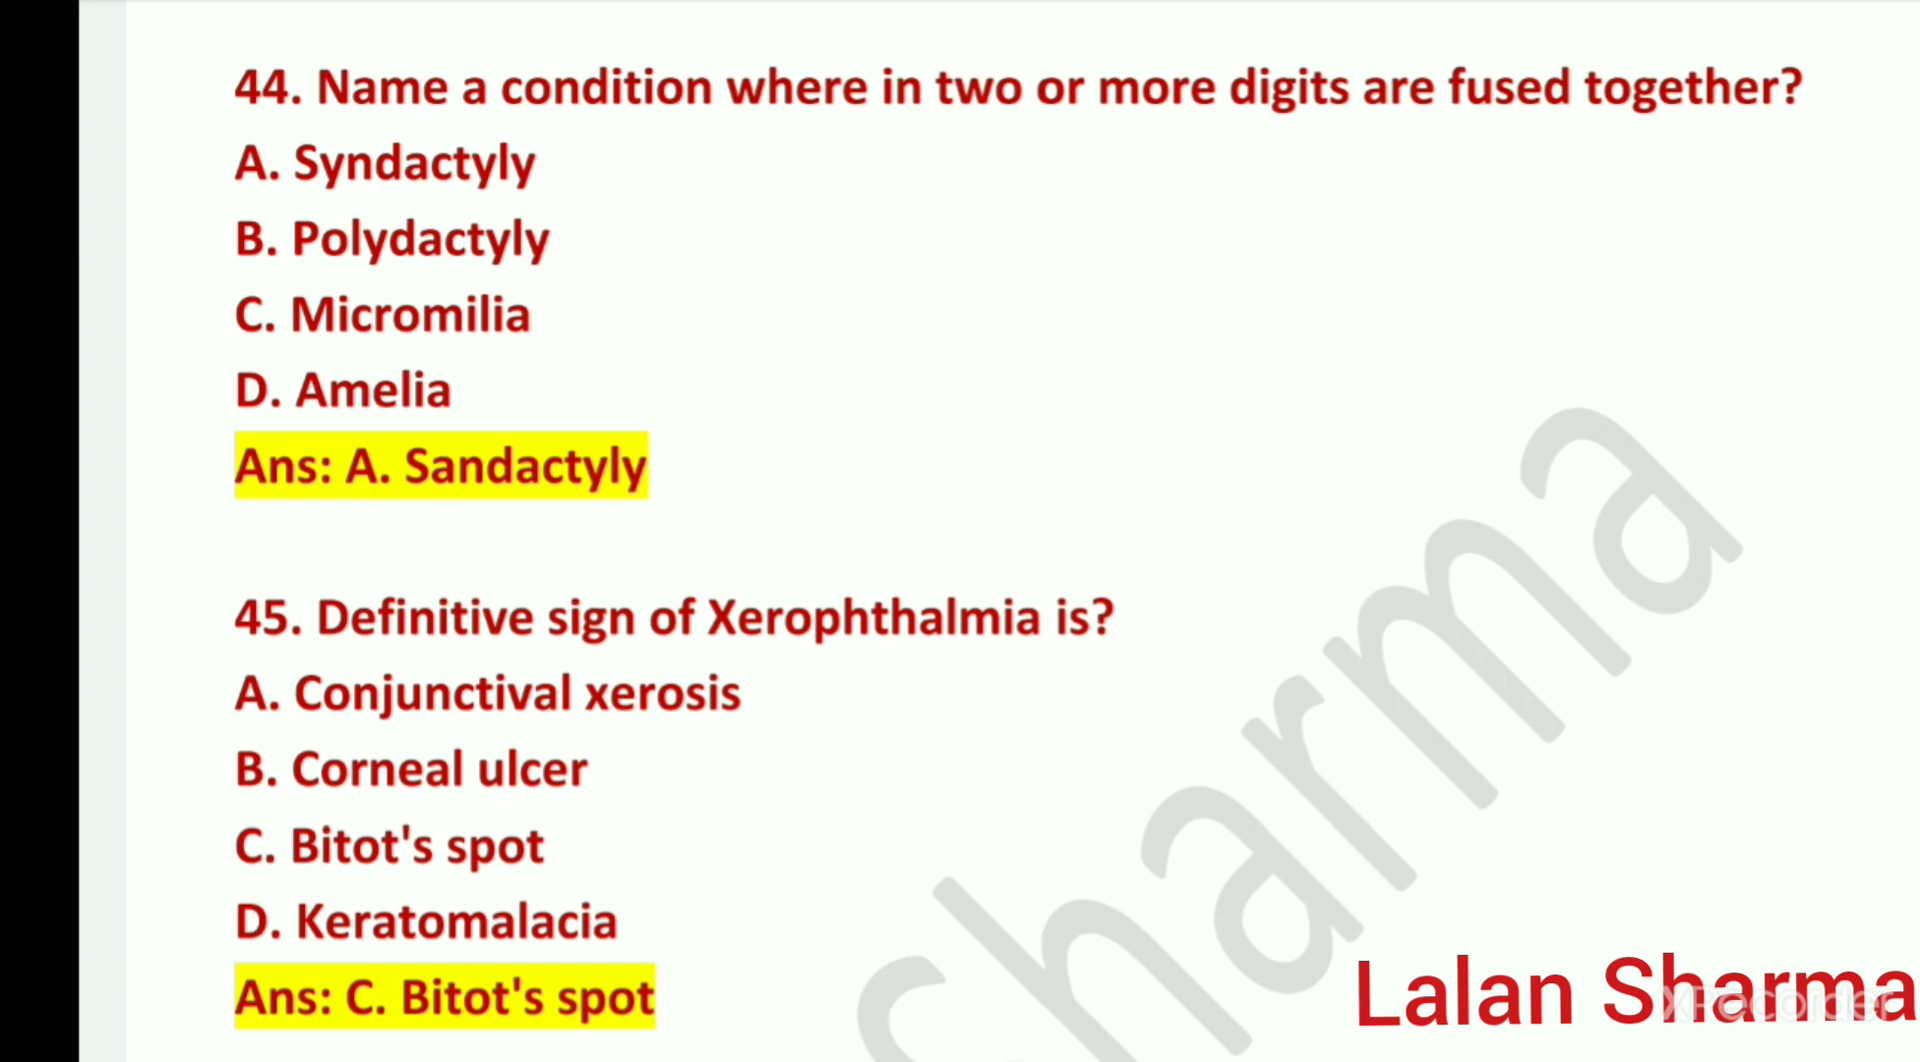 44. Name a condition where in two or more digits are fused together?
A. Syndactyly
B. Polydactyly
C. Micromilia
D. Amelia
Ans: A. Sandactyly
45. Definitive sign of Xerophthalmia is?
A. Conjunctival xerosis
B. Corneal ulcer
C. Bitot's spot
D. Keratomalacia
Ans: C. Bitot's spot
Sharma
Lalan Sharma
XRecorder